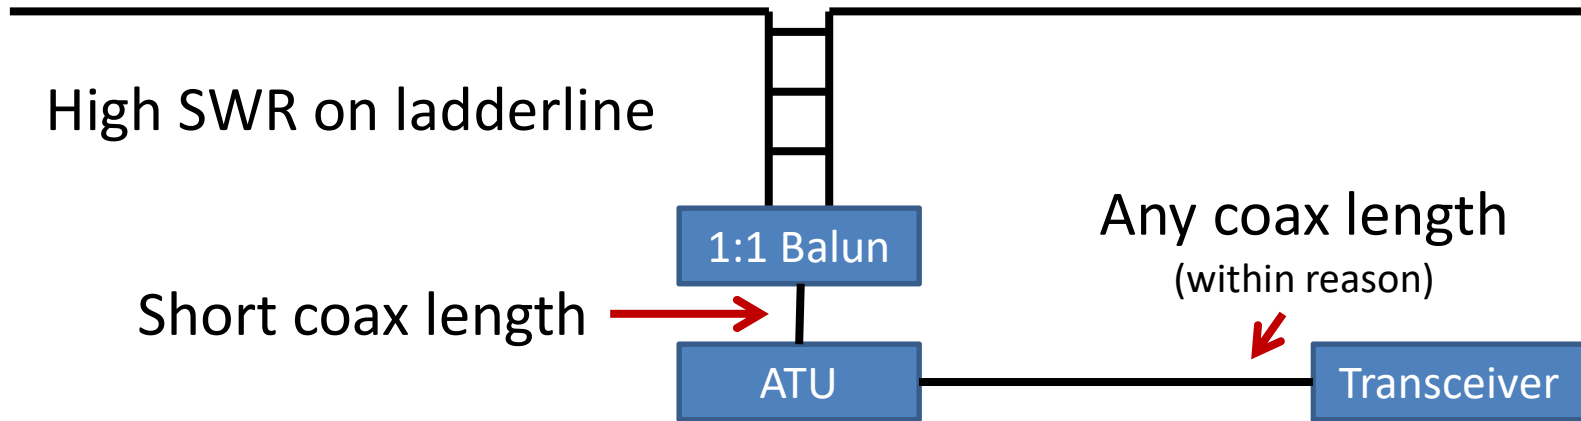 High SWR on ladderline
1:1 Balun
Any coax length
(within reason)
Short coax length
ATU
Transceiver